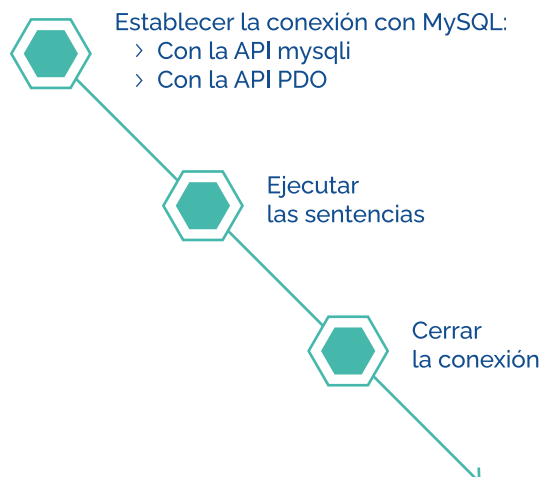 Establecer la conexión con MySQL:
> Con la API mysqli
> Con la API PDO
Ejecutar
las sentencias
Cerrar
la conexión